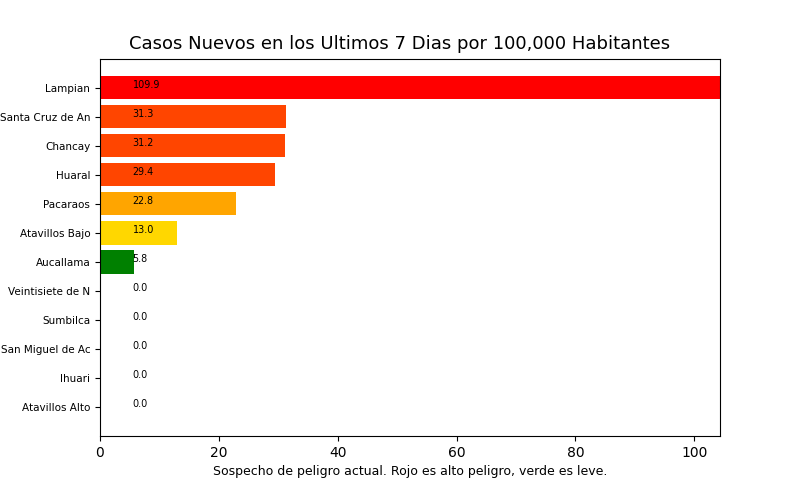 Casos Nuevos en los Ultimos 7 Dias por 100,000 Habitantes
Lampian 109.9
Santa Cruz de An 31.3
Chancay 31.2
Huaral 29.4
Pacaraos 22.8
Atavillos Bajo 13.0
Aucallama 5.8
Veintisiete de N 0.0
Sumbilca 0.0
San Miguel de Ac 0.0
Ihuari 0.0
Atavillos Alto 0.0
0 20 40 60 80 100
Sospecho de peligro actual. Rojo es alto peligro, verde es leve.